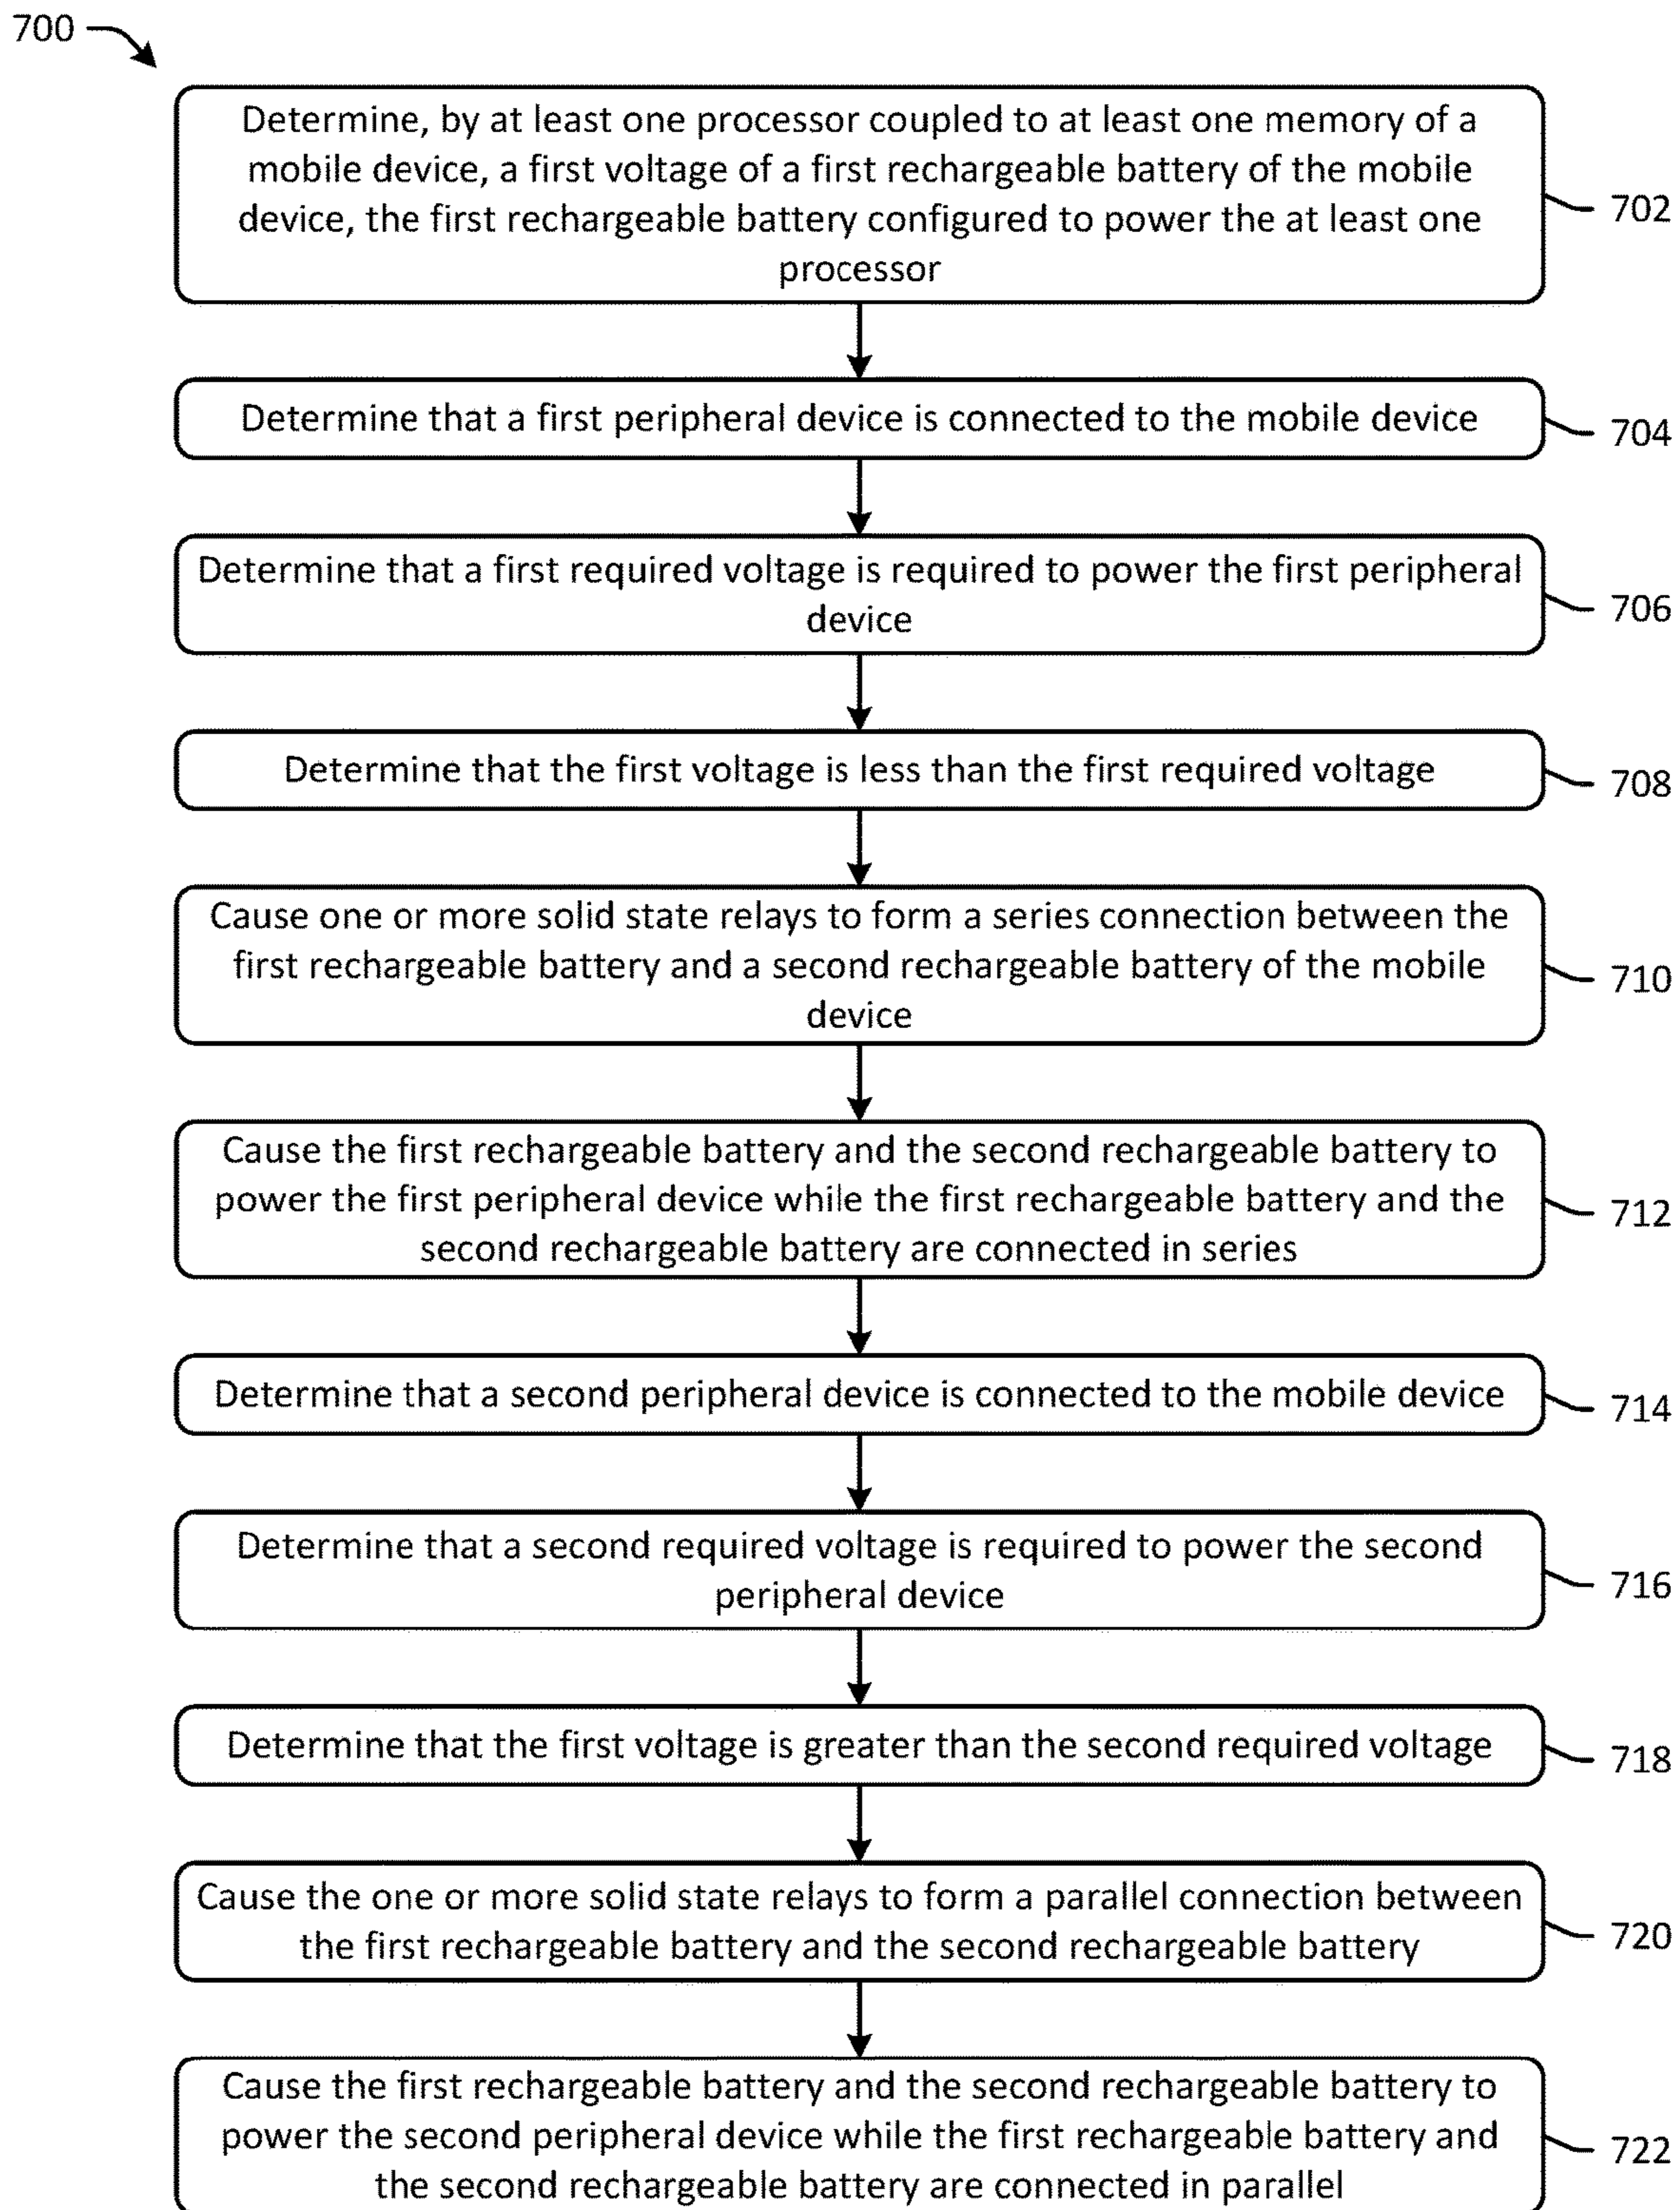 700
Determine, by at least one processor coupled to at least one memory of a
mobile device, a first voltage of a first rechargeable battery of the mobile
device, the first rechargeable battery configured to power the at least one
processor
702
Determine that a first peripheral device is connected to the mobile device
704
Determine that a first required voltage is required to power the first peripheral
device
706
Determine that the first voltage is less than the first required voltage
708
Cause one or more solid state relays to form a series connection between the
first rechargeable battery and a second rechargeable battery of the mobile
device
710
Cause the first rechargeable battery and the second rechargeable battery to
power the first peripheral device while the first rechargeable battery and the
second rechargeable battery are connected in series
712
Determine that a second peripheral device is connected to the mobile device
714
Determine that a second required voltage is required to power the second
peripheral device
716
Determine that the first voltage is greater than the second required voltage
718
Cause the one or more solid state relays to form a parallel connection between
the first rechargeable battery and the second rechargeable battery
720
Cause the first rechargeable battery and the second rechargeable battery to
power the second peripheral device while the first rechargeable battery and
the second rechargeable battery are connected in parallel
722